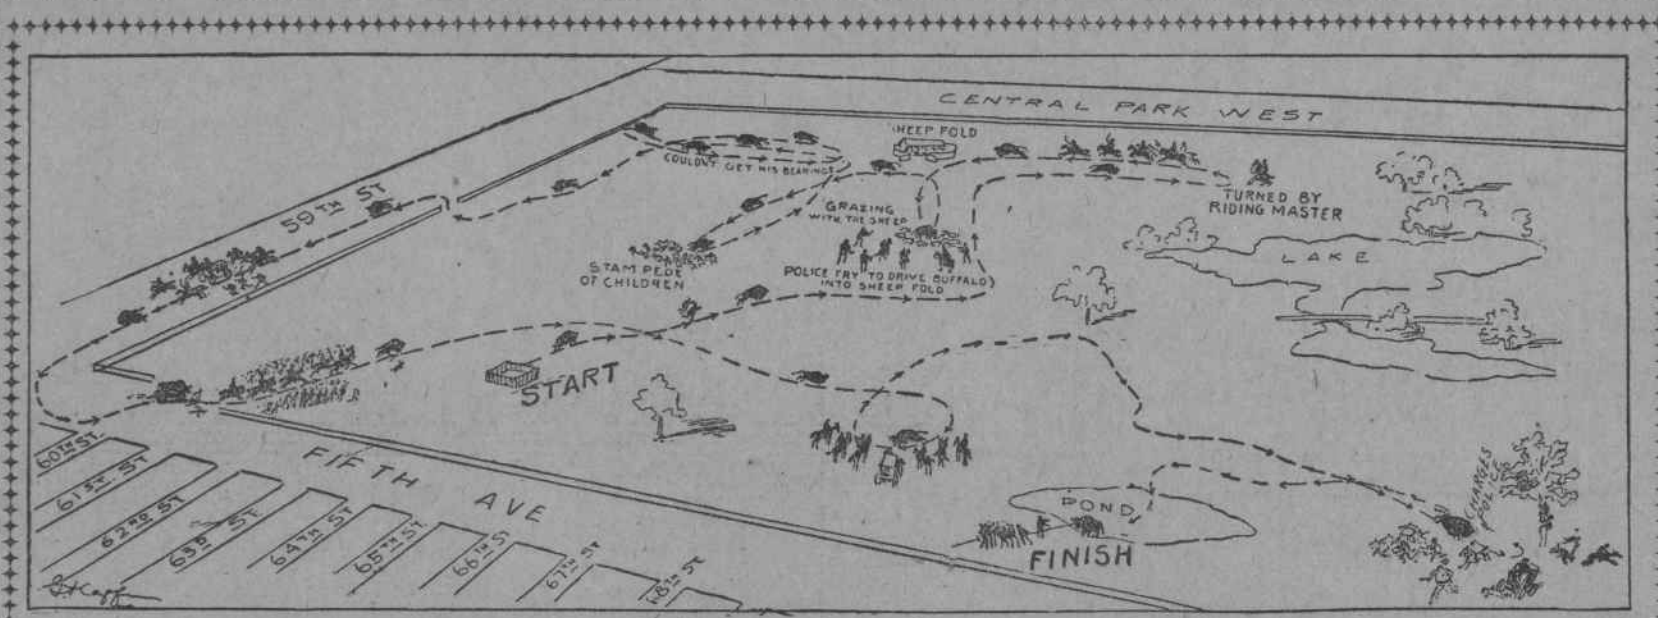 CENTRAL PARK WEST
SHEEP FOLD
COULDN'T GET HIS BEARINGS
59TH ST
GRAZING
WITH THE SHEEP
TURNED BY
RIDING MASTER
STAMPEDE
OF CHILDREN
POLICE TRY TO DRIVE BUFFALO
INTO SHEEP FOLD
LAKE
START
60TH ST.
61ST. ST
62ND ST
63D ST
64TH ST
65TH ST
66TH ST
67TH ST
68TH ST
FIFTH AVE
CHARGES
POLICE
POND
FINISH